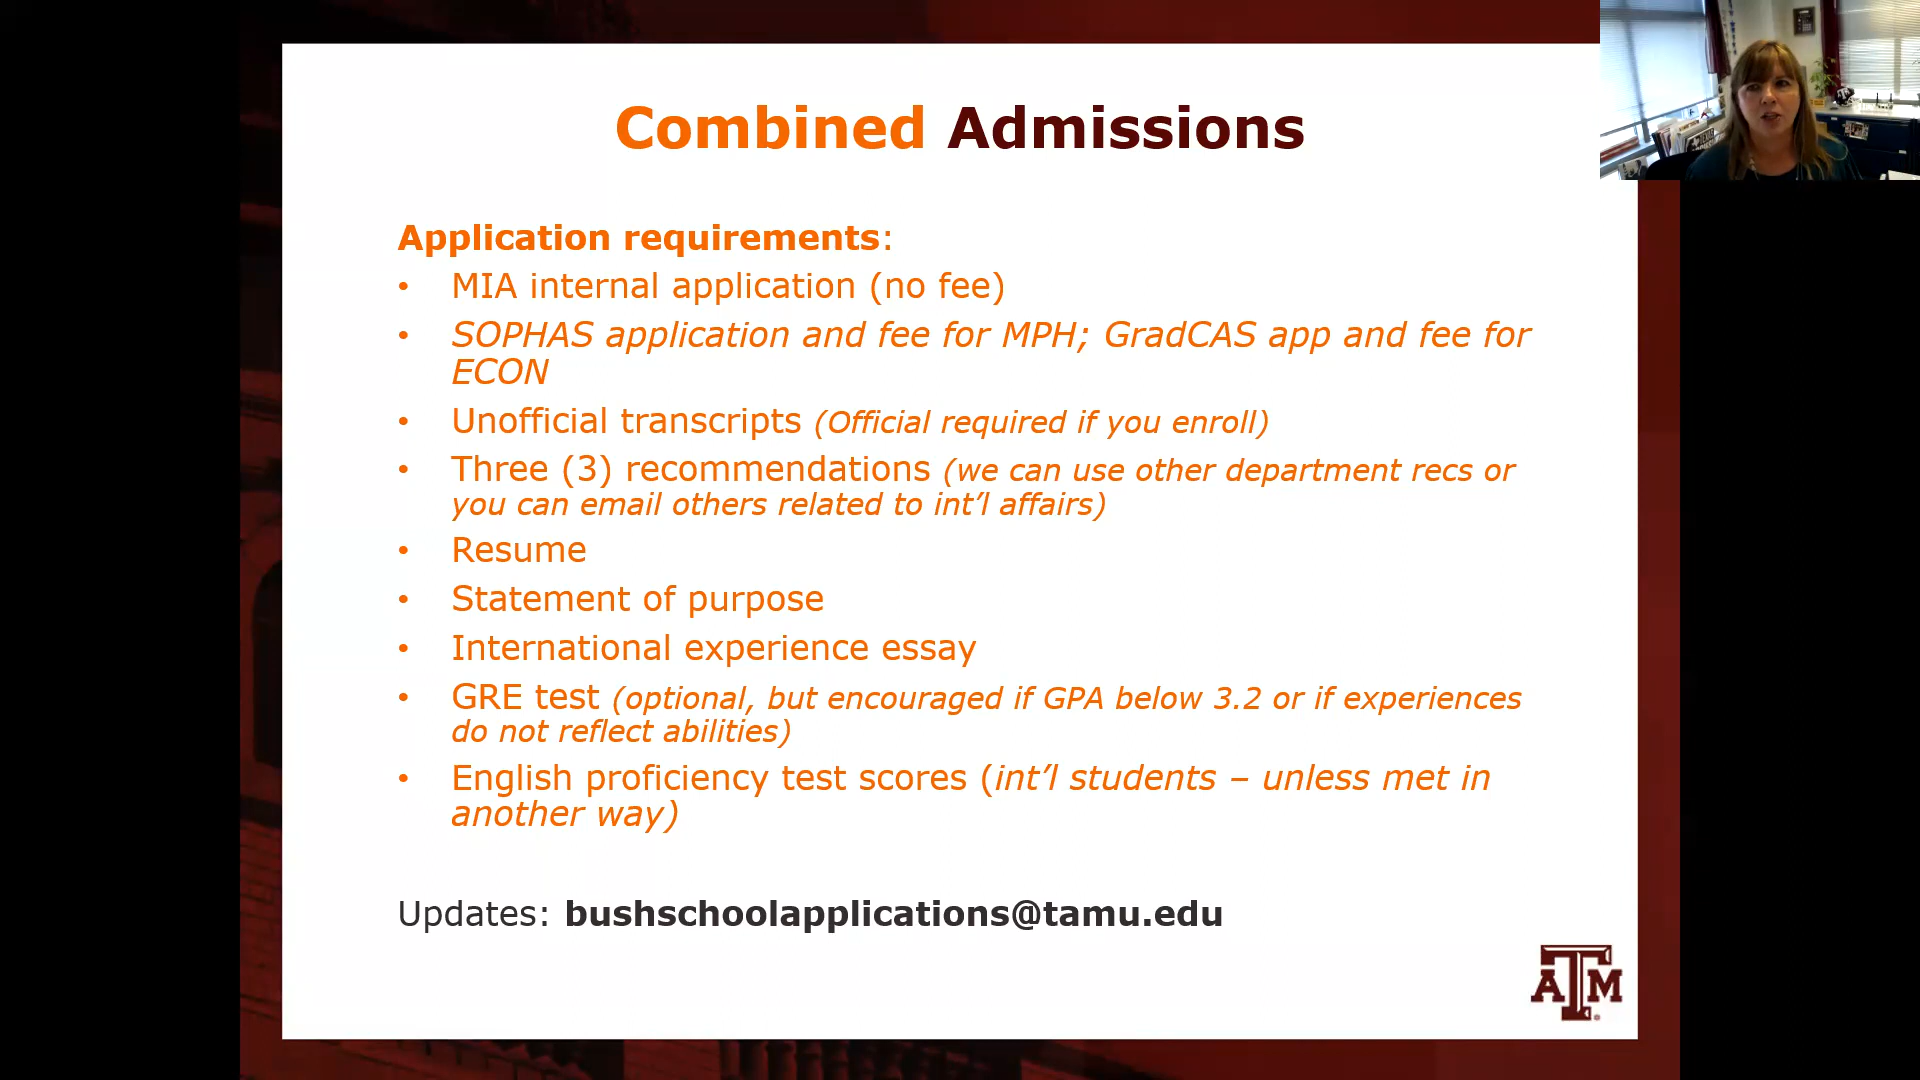 Combined Admissions
Application requirements:
• MIA internal application (no fee)
• SOPHAS application and fee for MPH; GradCAS app and fee for
ECON
• Unofficial transcripts (Official required if you enroll)
• Three (3) recommendations (we can use other department recs or
you can email others related to int’l affairs)
• Resume
• Statement of purpose
• International experience essay
• GRE test (optional, but encouraged if GPA below 3.2 or if experiences
do not reflect abilities)
• English proficiency test scores (int’l students – unless met in
another way)
Updates: bushschoolapplications@tamu.edu
ATM